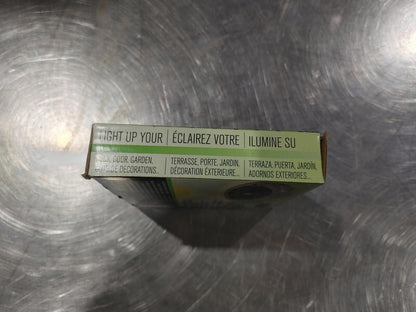 LIGHT UP YOUR
DOOR, GARDEN,
DECORATIONS...
ÉCLAIREZ VOTRE
TERRASSE, PORTE, JARDIN,
DÉCORATION ÉXTERIEURE...
ILUMINE SU
TERRAZA, PUERTA, JARDÍN,
ADORNOS EXTERIORES...